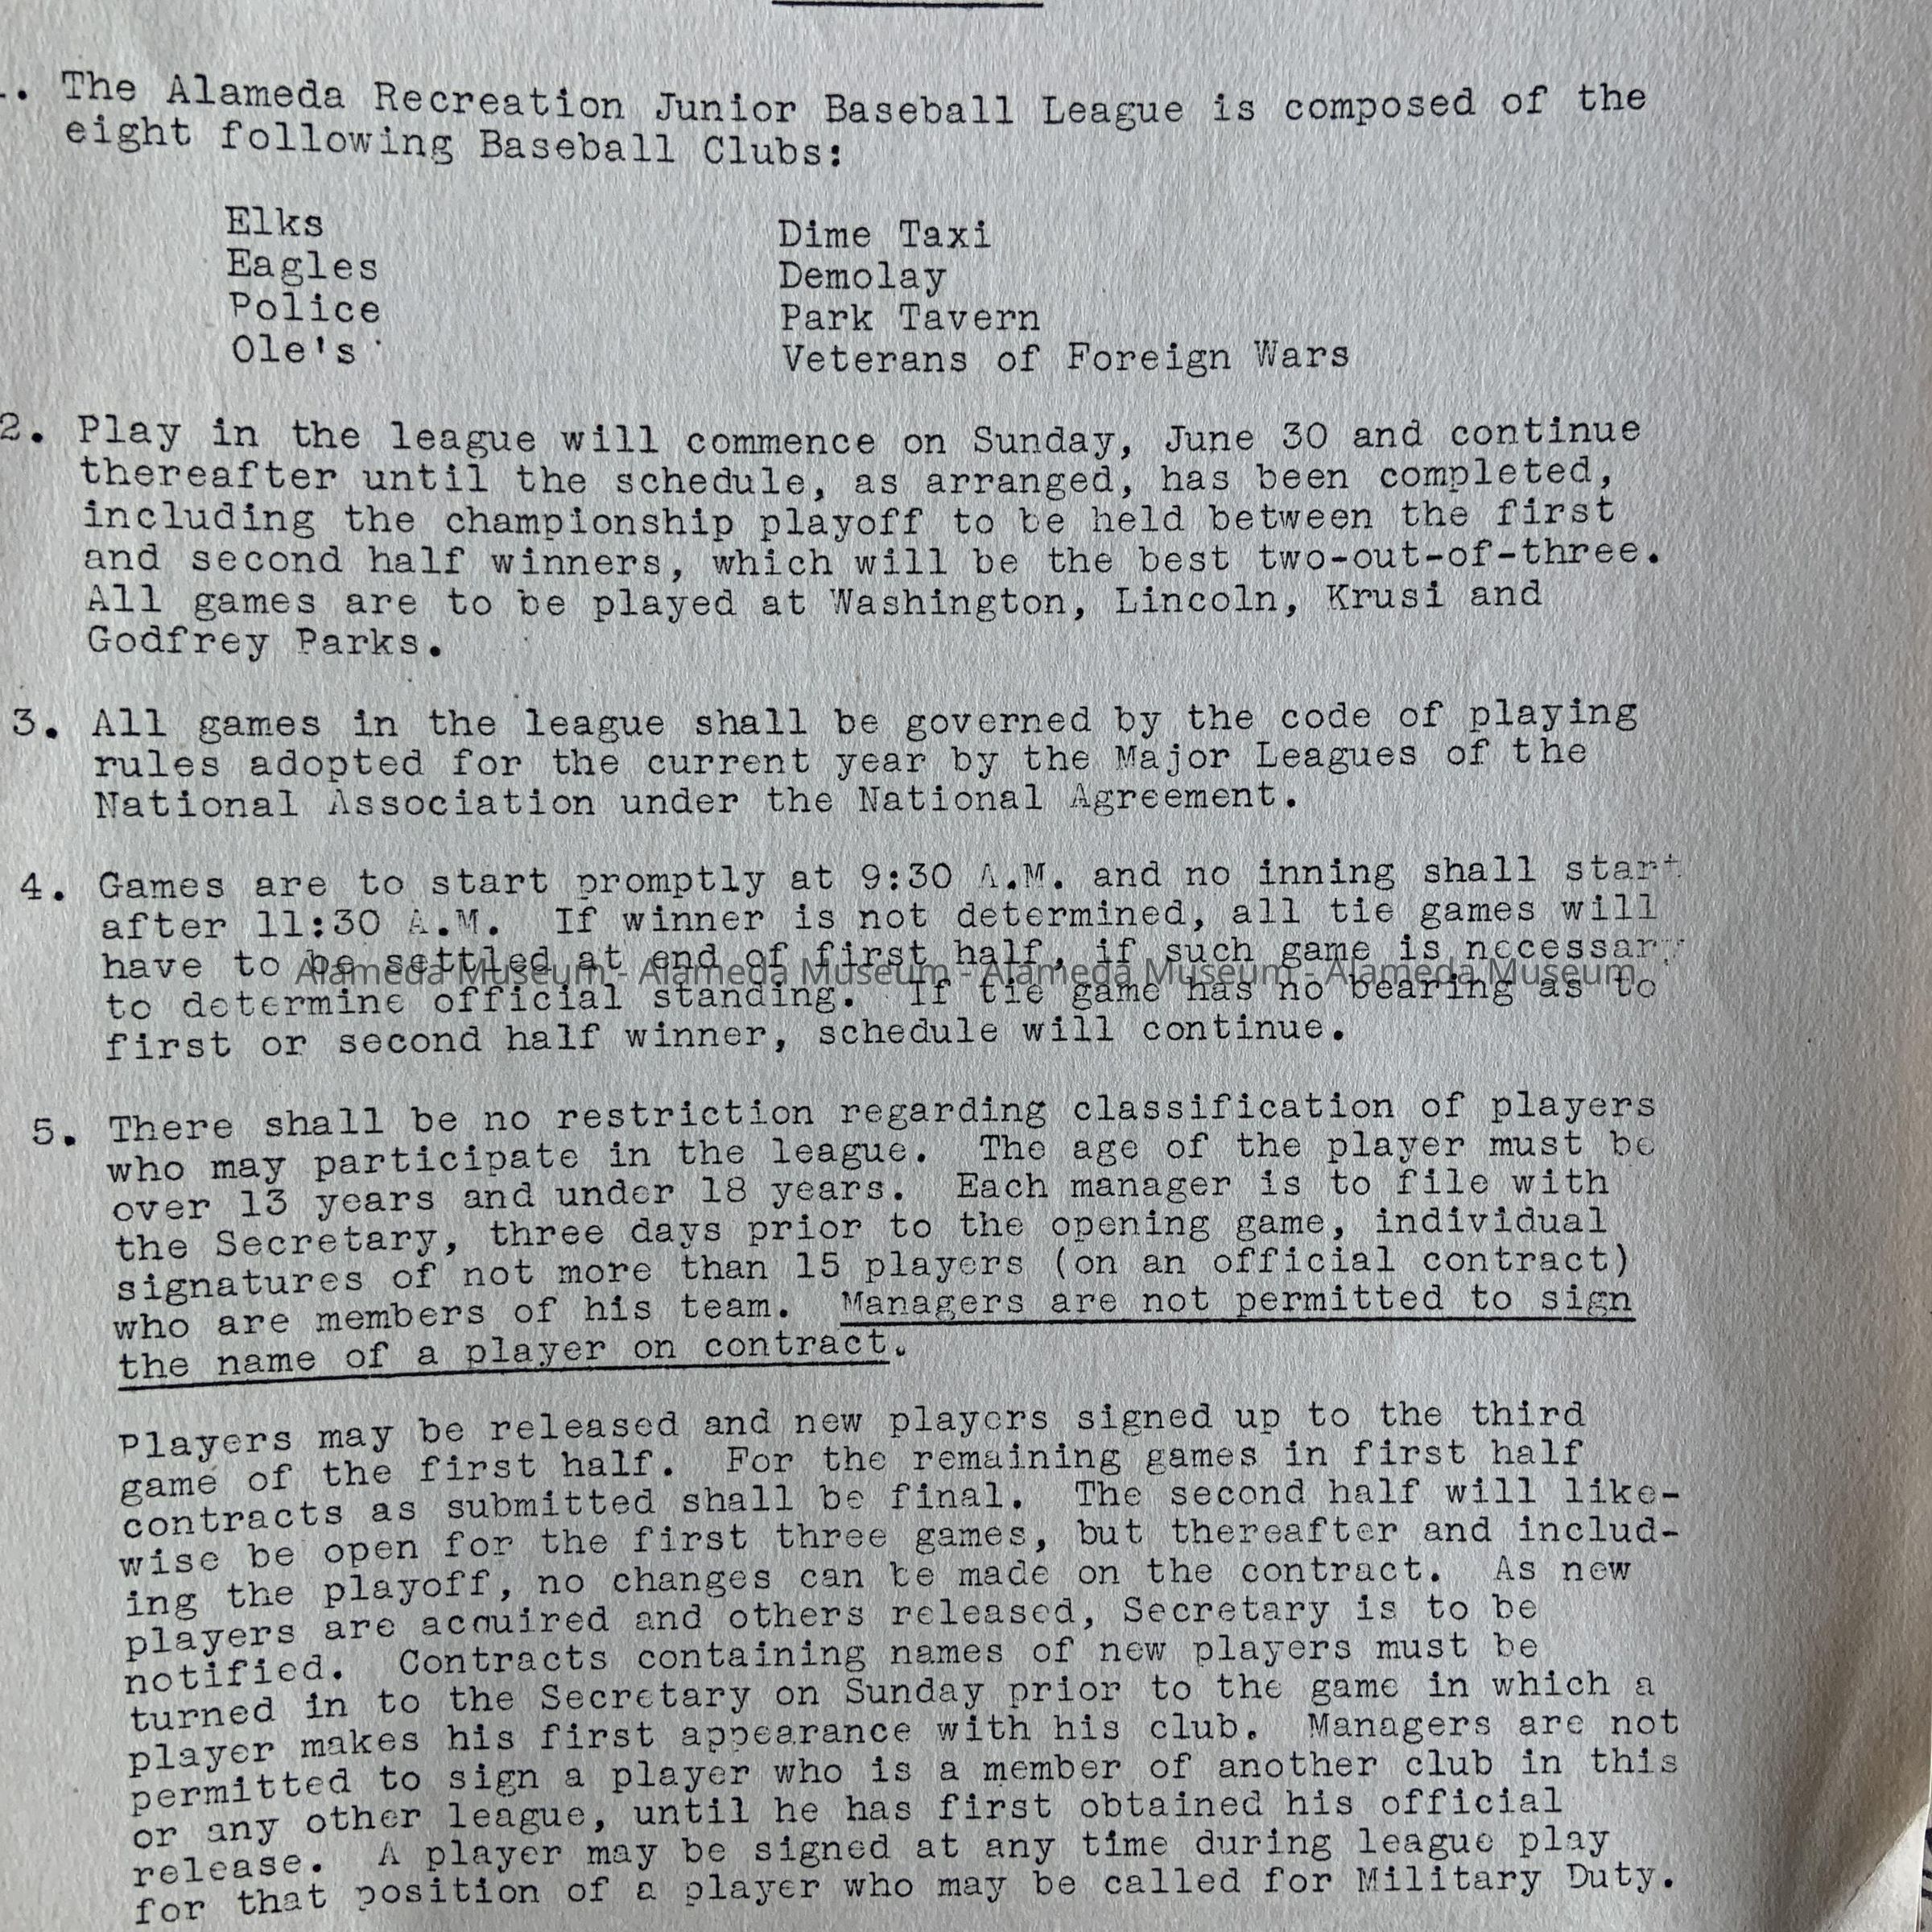 . The Alameda Recreation Junior Baseball League is composed of the
eight following Baseball Clubs:
Elks
Eagles
Police
Ole's
Dime Taxi
Demolay
Park Tavern
Veterans of Foreign Wars
2. Play in the league will commence on Sunday, June 30 and continue
thereafter until the schedule, as arranged, has been completed,
including the championship playoff to be held between the first
and second half winners, which will be the best two-out-of-three.
All games are to be played at Washington, Lincoln, Krusi and
Godfrey Parks.
3. All games in the league shall be governed by the code of playing
rules adopted for the current year by the Major Leagues of the
National Association under the National Agreement.
4. Games are to start promptly at 9:30 A.M. and no inning shall start
after 11:30 A.M. If winner is not determined, all tie games will
have to be settled at end of first half, if such game is necessary
Alameda Museum - Alameda Museum - Alameda Museum - Alameda Museum
to determine official standing. If tie game has no bearing as to
first or second half winner, schedule will continue.
5. There shall be no restriction regarding classification of players
who may participate in the league. The age of the player must be
over 13 years and under 18 years. Each manager is to file with
the Secretary, three days prior to the opening game, individual
signatures of not more than 15 players (on an official contract)
who are members of his team. Managers are not permitted to sign
the name of a player on contract.
Players may be released and new players signed up to the third
game of the first half. For the remaining games in first half
contracts as submitted shall be final. The second half will like-
wise be open for the first three games, but thereafter and includ-
ing the playoff, no changes can be made on the contract. As new
players are acquired and others released, Secretary is to be
notified. Contracts containing names of new players must be
turned in to the Secretary on Sunday prior to the game in which a
player makes his first appearance with his club. Managers are not
permitted to sign a player who is a member of another club in this
or any other league, until he has first obtained his official
release. A player may be signed at any time during league play
for that position of a player who may be called for Military Duty.